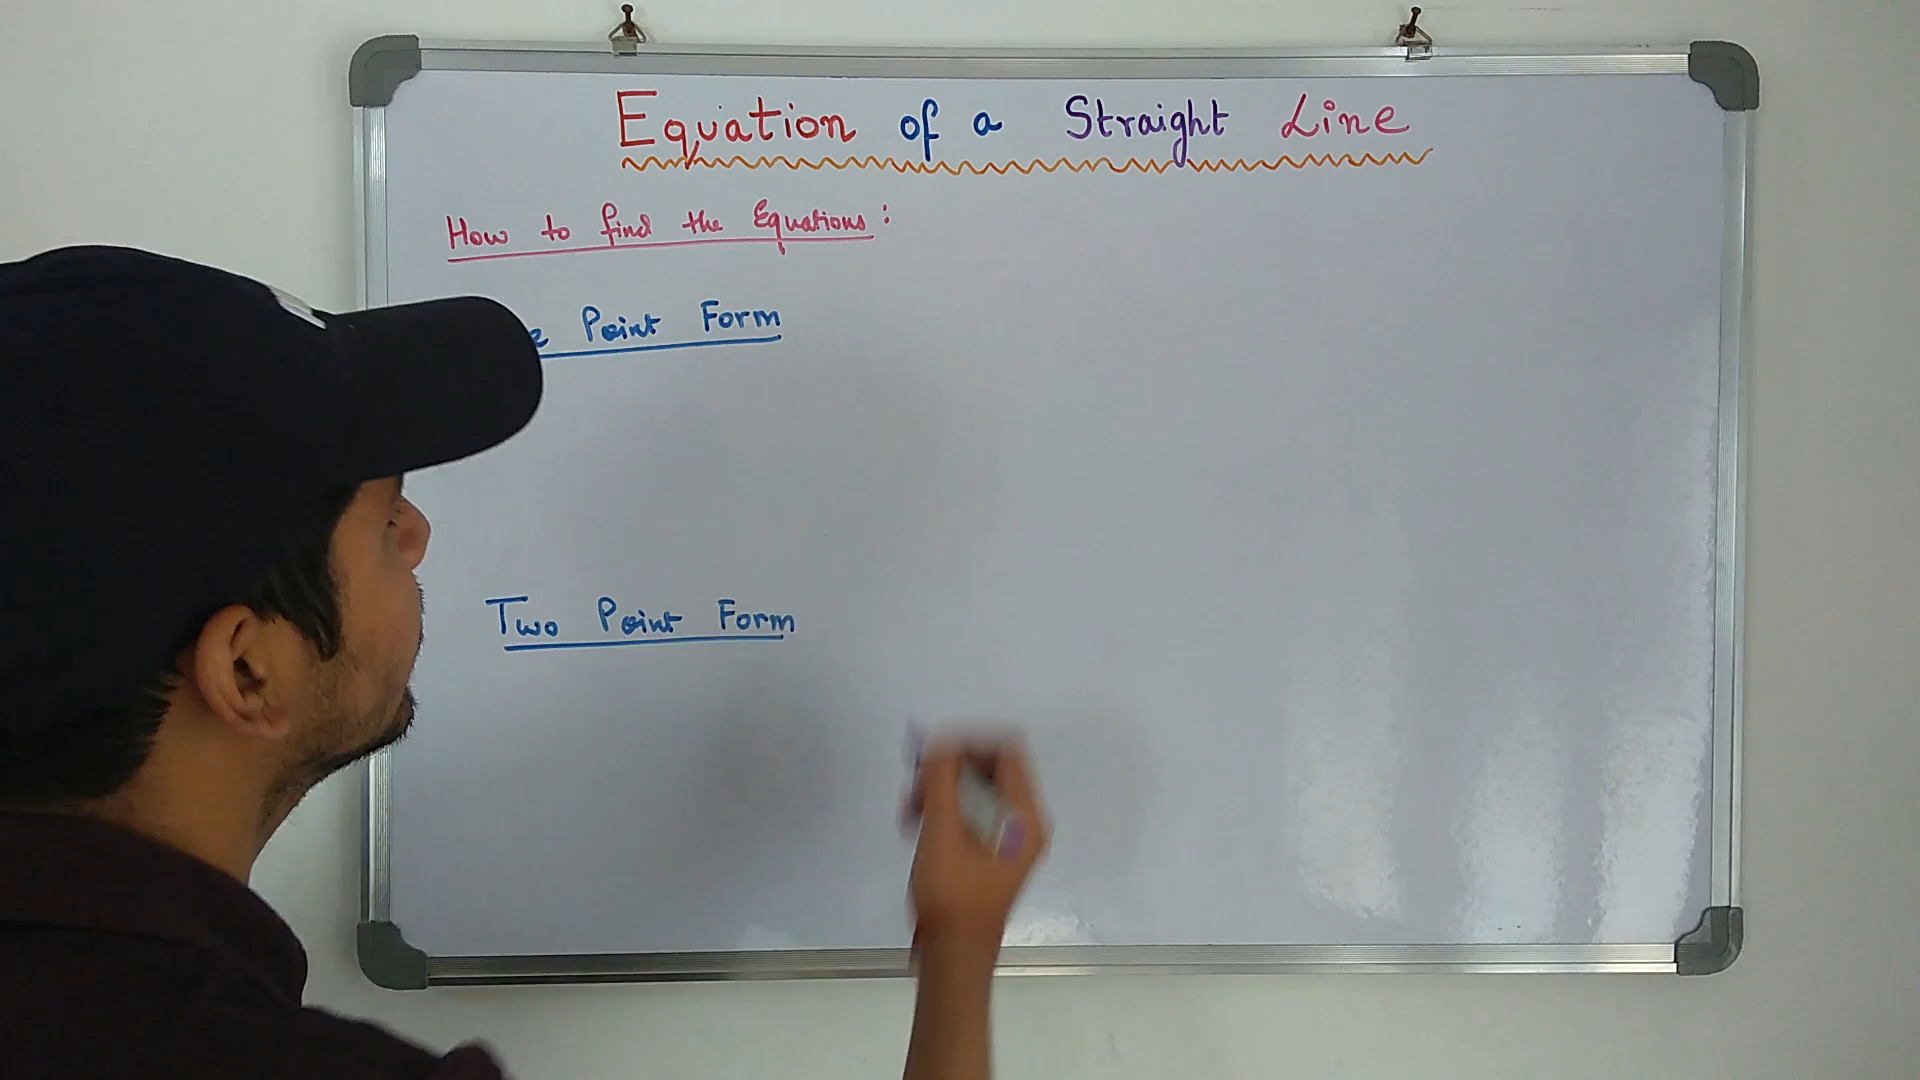 Equation of a Straight Line
How to find the Equations:
Point Form
Two Point Form